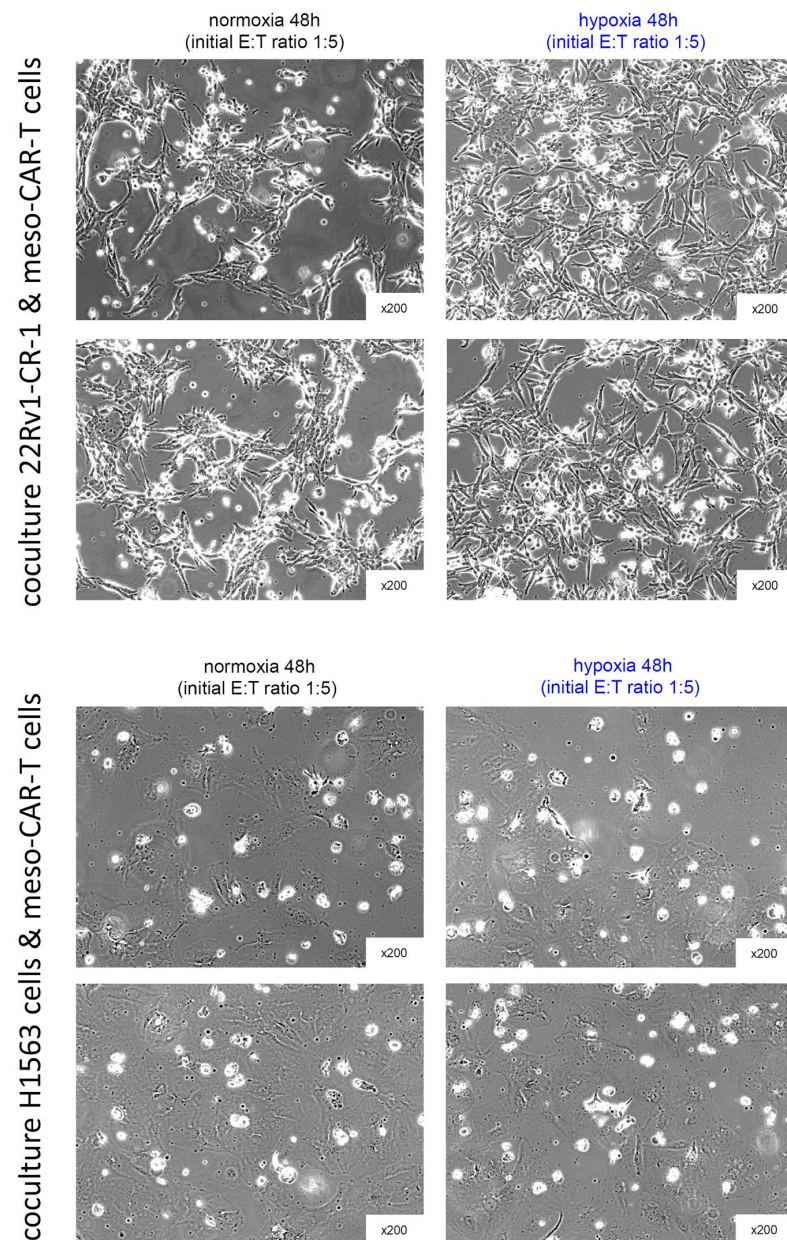 coculture 22Rv1-CR-1 & meso-CAR-T cells
normoxia 48h
(initial E:T ratio 1:5)
hypoxia 48h
(initial E:T ratio 1:5)
x200
x200
x200
x200
coculture H1563 cells & meso-CAR-T cells
normoxia 48h
(initial E:T ratio 1:5)
hypoxia 48h
(initial E:T ratio 1:5)
x200
x200
x200
x200